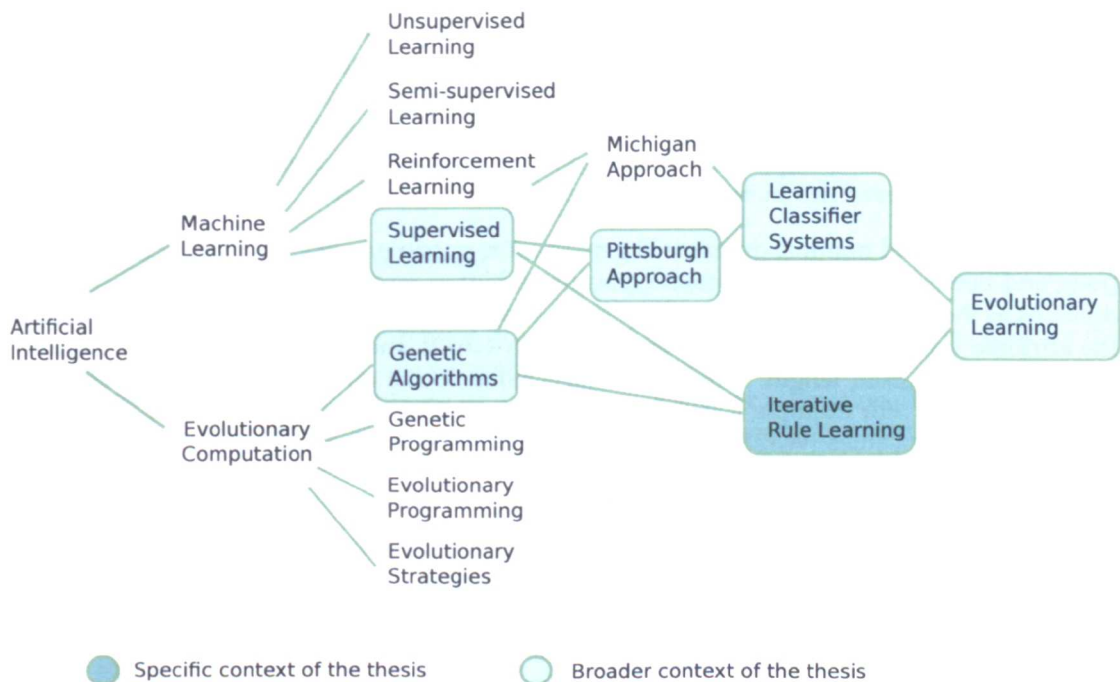 Unsupervised
Learning
Semi-supervised
Learning
Reinforcement
Learning
Michigan
Approach
Machine
Learning
Supervised
Learning
Pittsburgh
Approach
Learning
Classifier
Systems
Evolutionary
Learning
Artificial
Intelligence
Genetic
Algorithms
Iterative
Rule Learning
Evolutionary
Computation
Genetic
Programming
Evolutionary
Programming
Evolutionary
Strategies
Specific context of the thesis
Broader context of the thesis